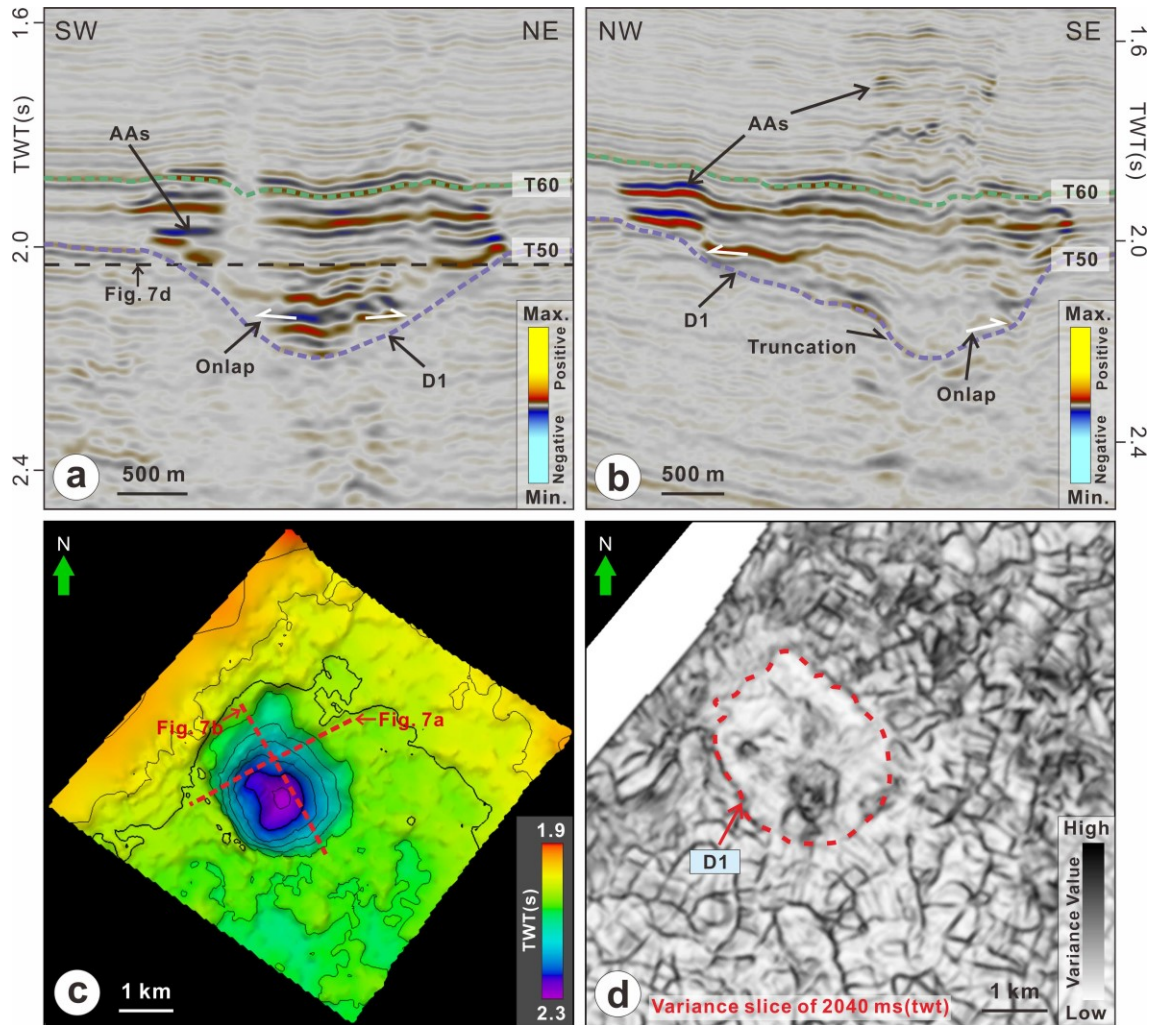 SW
NE
1.6
TWT(s)
2.0
2.4
AAs
T60
T50
Fig. 7d
Onlap
D1
Max.
Positive
Negative
Min.
a
500 m
NW
SE
1.6
TWT(s)
2.0
2.4
AAs
T60
T50
D1
Truncation
Onlap
Max.
Positive
Negative
Min.
b
500 m
N
Fig. 7b
Fig. 7a
1.9
TWT(s)
2.3
c
1 km
N
D1
High
Variance Value
Low
d
Variance slice of 2040 ms(twt)
1 km